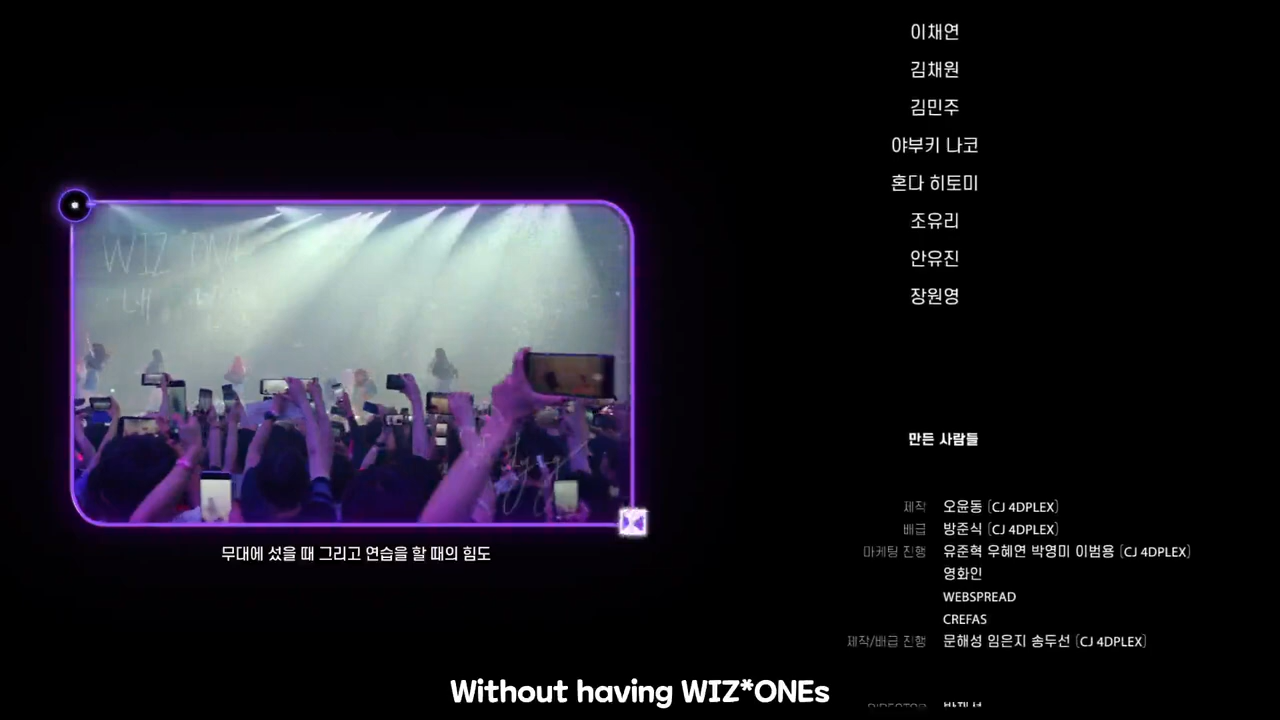 이채연
김채원
김민주
야부키 나코
혼다 히토미
조유리
안유진
장원영
WIZ
만든 사람들
제작 오윤동 (CJ 4DPLEX)
배급 방준식 (CJ 4DPLEX)
마케팅 진행 유준혁 우혜연 박영미 이범용 (CJ 4DPLEX)
영화인
WEBSPREAD
CREFAS
제작/배급 진행 문해성 임은지 송두선 (CJ 4DPLEX)
무대에 섰을 때 그리고 연습을 할 때의 힘도
Without having WIZ*ONEs